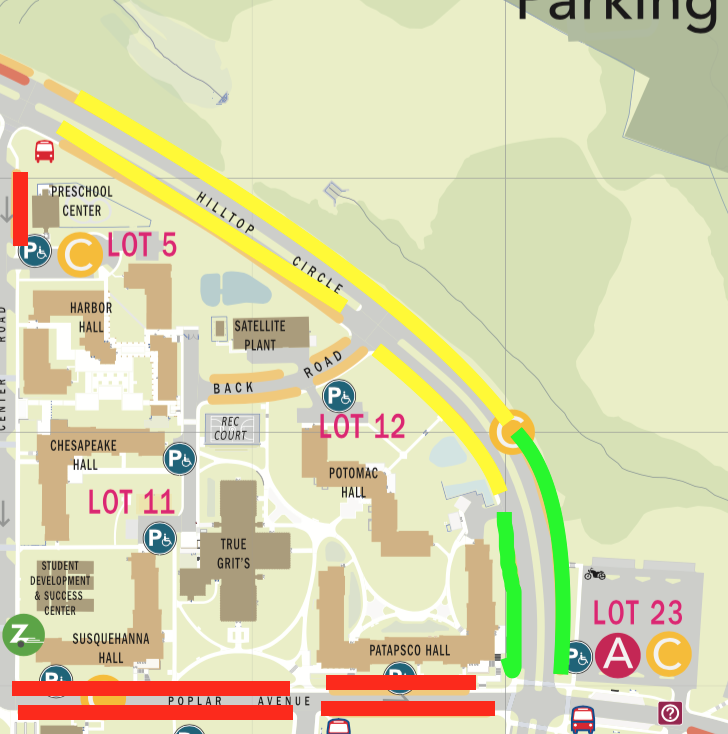 Parking
PRESCHOOL
CENTER
HILLTOP
CIRCLE
P
C
LOT 5
ROAD
HARBOR
HALL
SATELLITE
PLANT
BACK ROAD
P
REC
COURT
LOT 12
C
CENTER
CHESAPEAKE
HALL
P
POTOMAC
HALL
LOT 11
P
TRUE
GRIT'S
STUDENT
DEVELOPMENT
& SUCCESS
CENTER
LOT 23
Z
SUSQUEHANNA
HALL
PATAPSCO HALL
P
A
C
P
P
POPLAR AVENUE
?